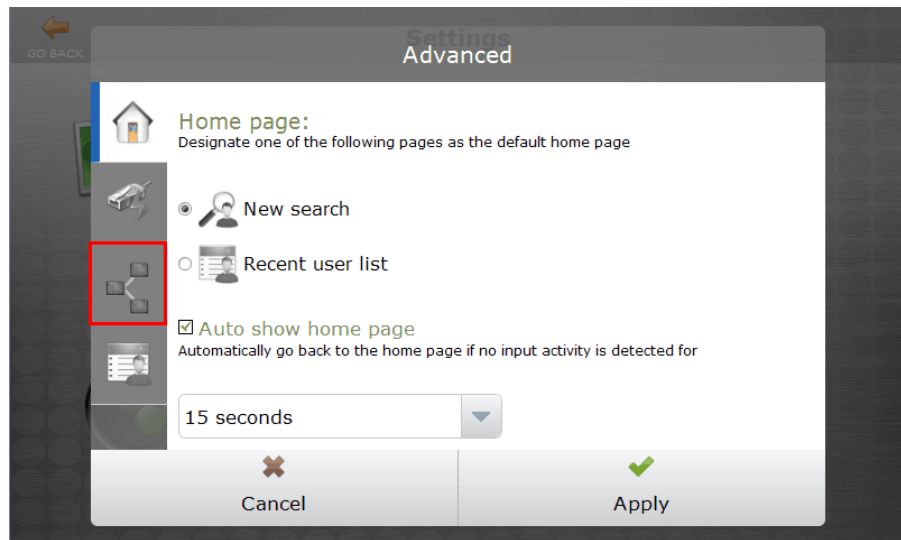 Settings
GO BACK
Advanced
Home page:
Designate one of the following pages as the default home page
New search
Recent user list
Auto show home page
Automatically go back to the home page if no input activity is detected for
15 seconds
Cancel
Apply